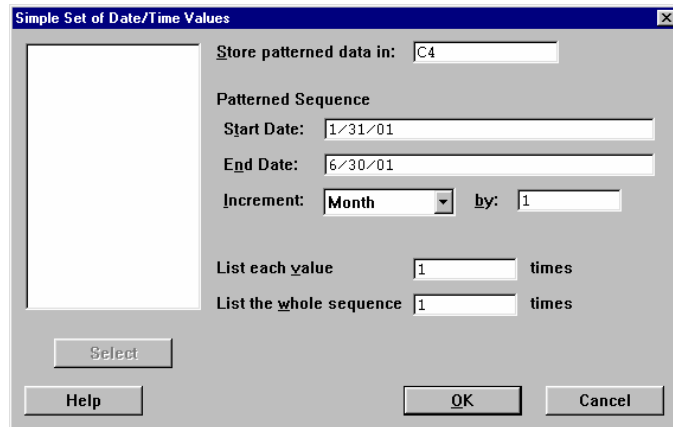 Simple Set of Date/Time Values
Store patterned data in: C4
Patterned Sequence
Start Date: 1/31/01
End Date: 6/30/01
Increment: Month by: 1
List each value 1 times
List the whole sequence 1 times
Select
Help OK Cancel